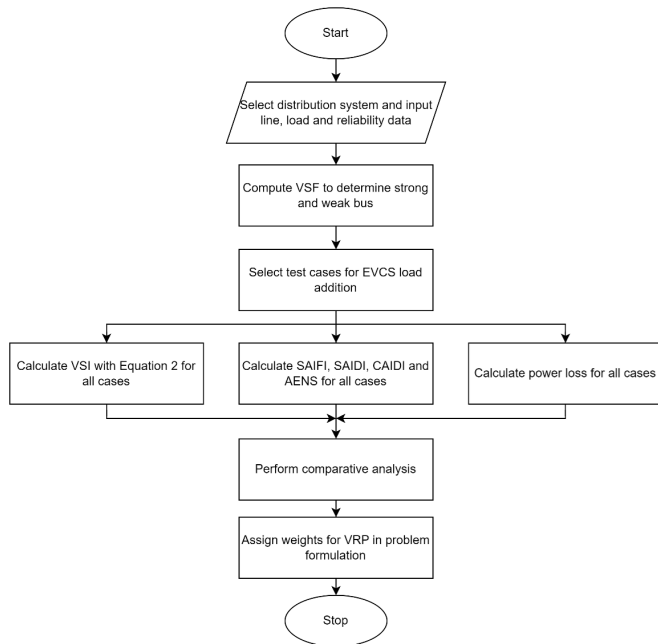 Start
Select distribution system and input
line, load and reliability data
Compute VSF to determine strong
and weak bus
Select test cases for EVCS load
addition
Calculate VSI with Equation 2 for
all cases
Calculate SAIFI, SAIDI, CAIDI and
AENS for all cases
Calculate power loss for all cases
Perform comparative analysis
Assign weights for VRP in problem
formulation
Stop